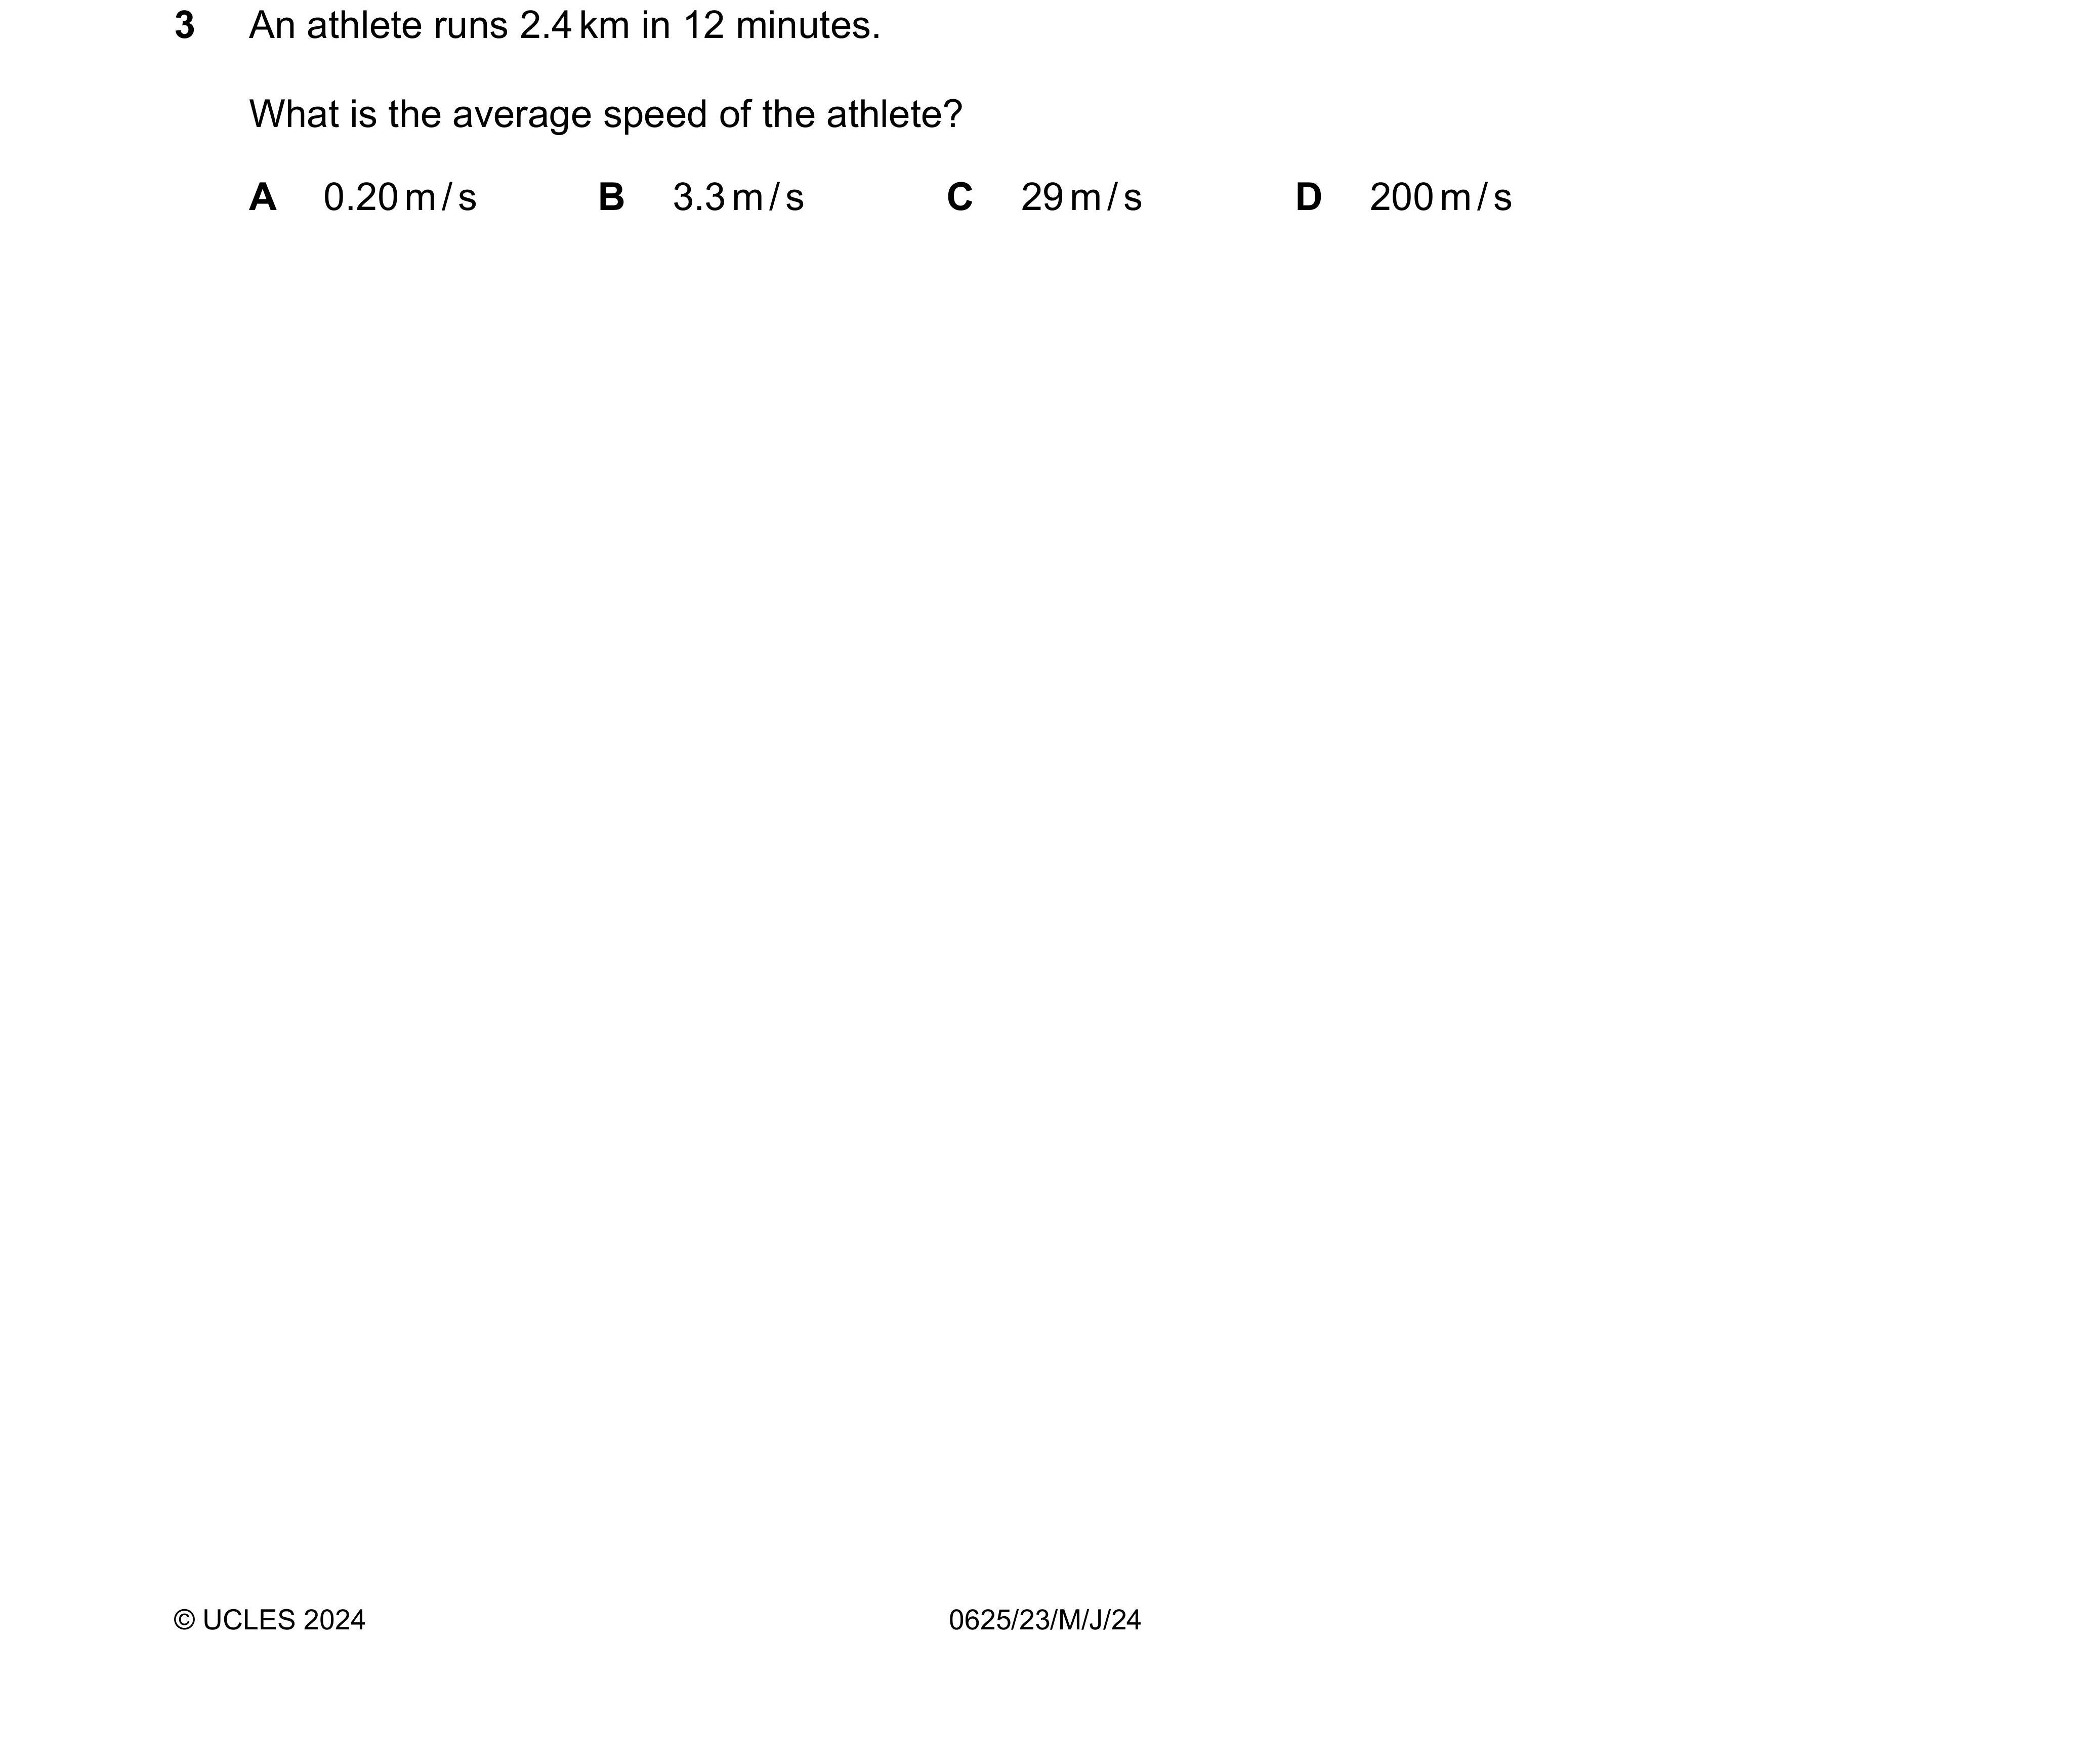 3 An athlete runs 2.4 km in 12 minutes.
What is the average speed of the athlete?
A 0.20 m / s B 3.3 m / s C 29 m / s D 200 m / s
© UCLES 2024 0625/23/M/J/24